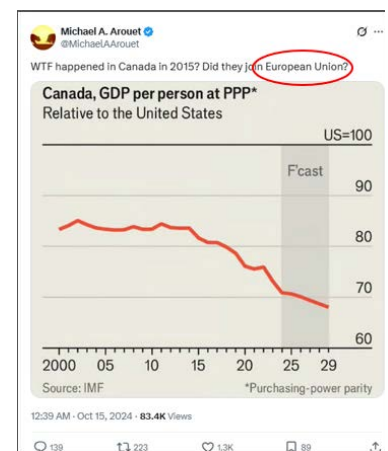 Michael A. Arouet
@MichaelAArouet
WTF happened in Canada in 2015? Did they join European Union?
Canada, GDP per person at PPP*
Relative to the United States
US=100
F'cast
90
80
70
60
2000 05 10 15 20 25 29
Source: IMF *Purchasing-power parity
12:39 AM · Oct 15, 2024 · 83.4K Views
139 223 1.3K 89